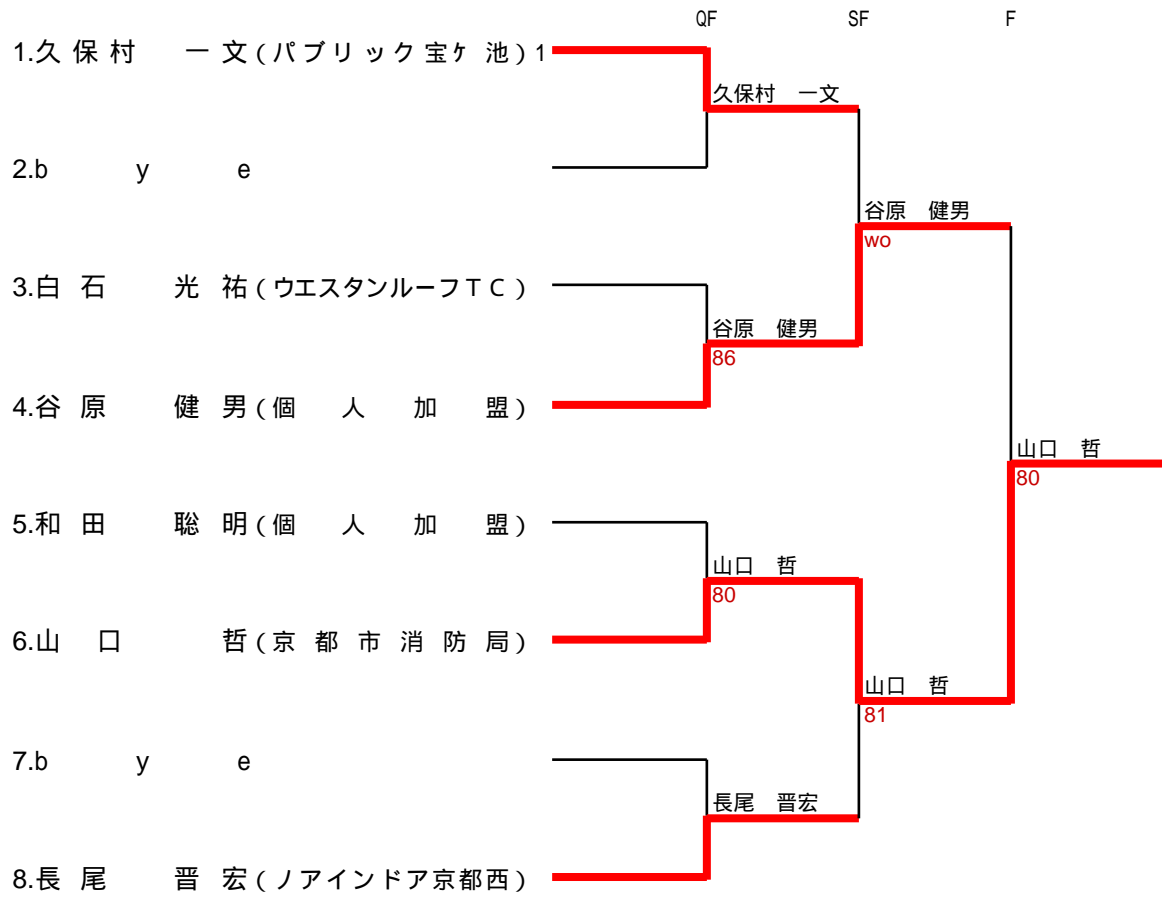 QF SF F
1.久保村 一文(パブリック宝ケ池)1
久保村 一文
2.bye
谷原 健男
wo
3.白石 光祐(ウエスタンルーフTC)
谷原 健男
86
4.谷原 健男(個人加盟)
山口 哲
80
5.和田 聡明(個人加盟)
山口 哲
80
6.山口 哲(京都市消防局)
山口 哲
81
7.bye
長尾 晋宏
8.長尾 晋宏(ノアインドア京都西)